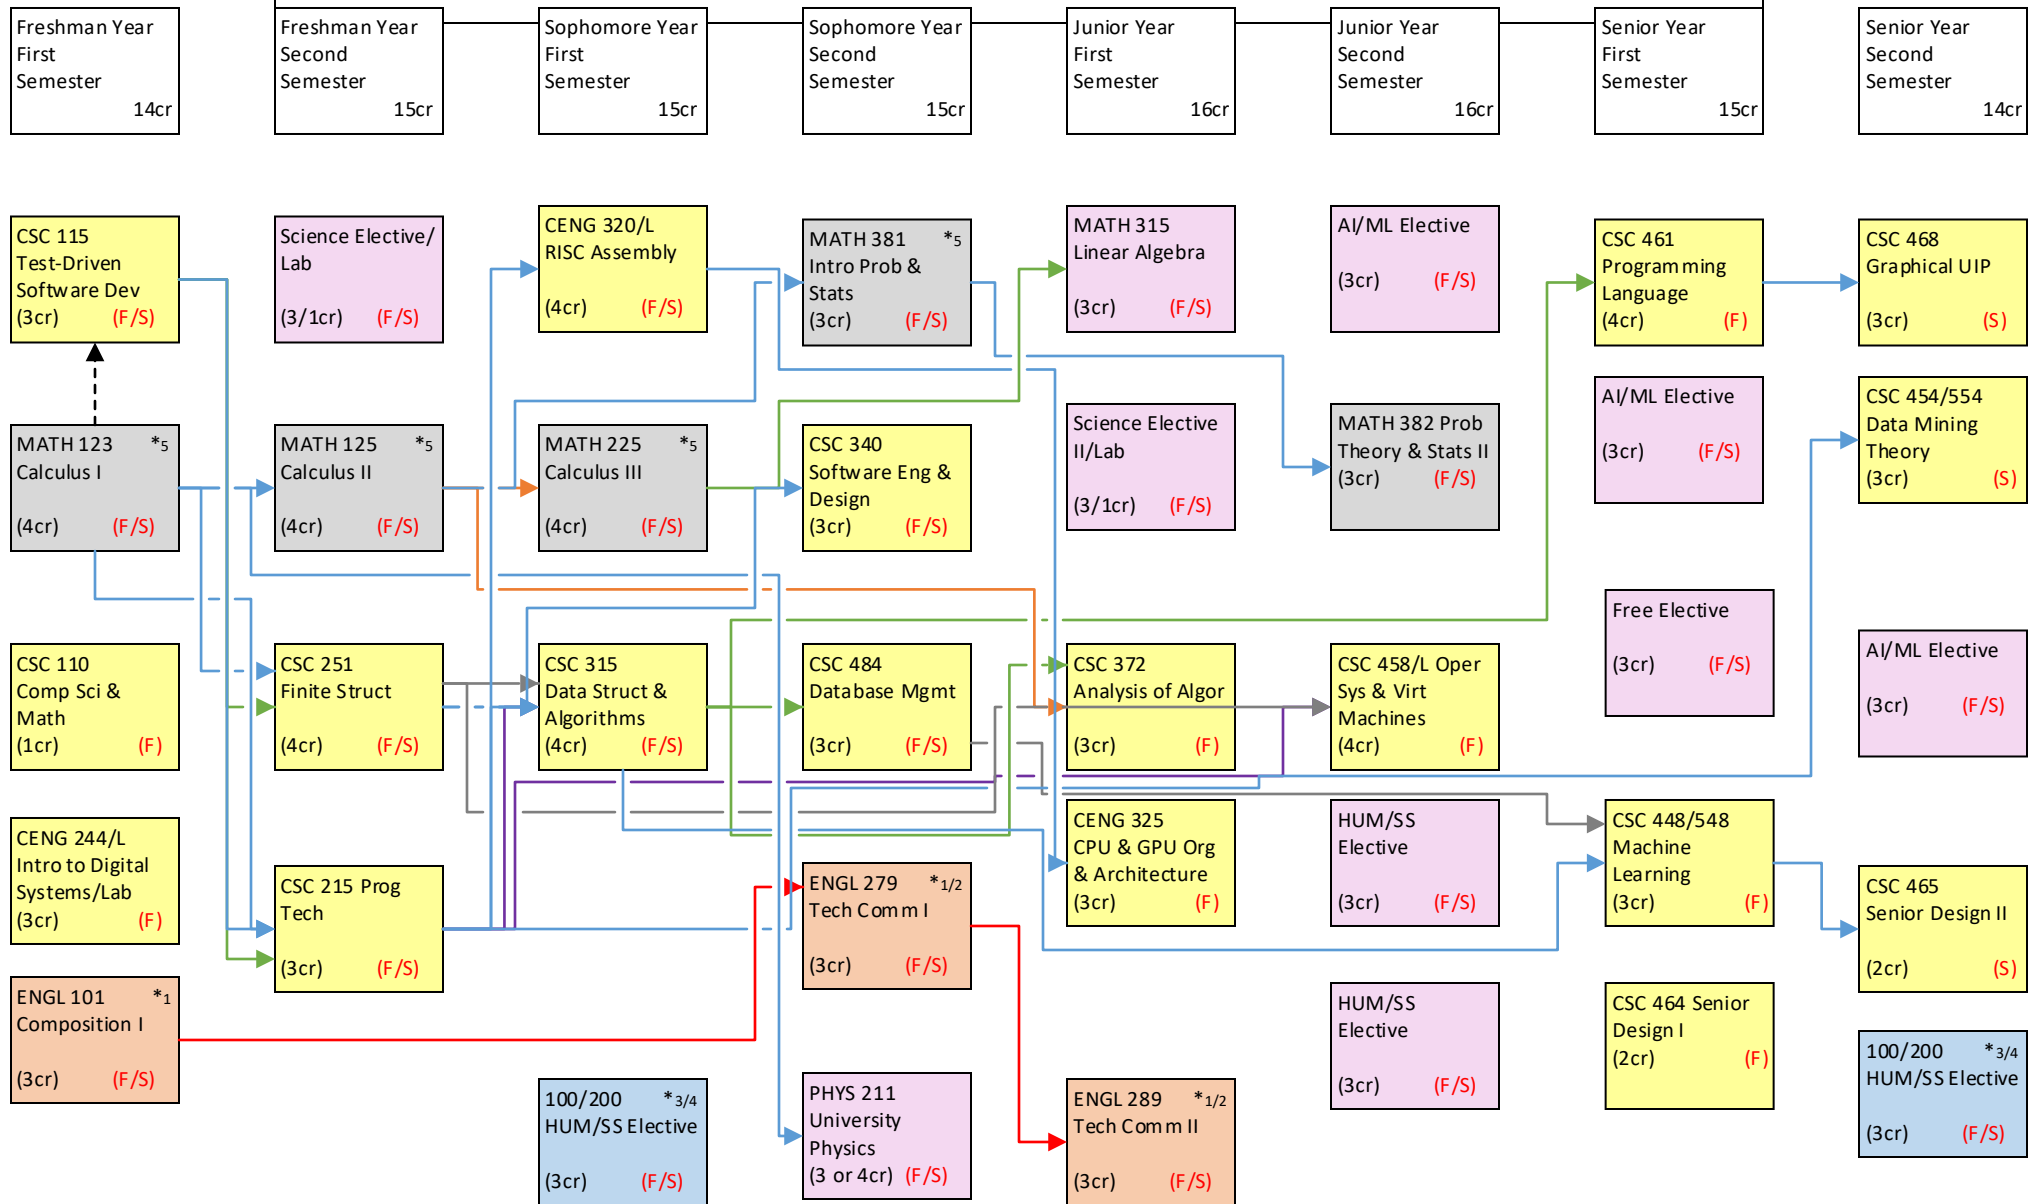 Freshman Year
First
Semester
14cr
Freshman Year
Second
Semester
15cr
Sophomore Year
First
Semester
15cr
Sophomore Year
Second
Semester
15cr
Junior Year
First
Semester
16cr
Junior Year
Second
Semester
16cr
Senior Year
First
Semester
15cr
Senior Year
Second
Semester
14cr
CSC 115
Test-Driven
Software Dev
(3cr) (F/S)
MATH 123 *5
Calculus I
(4cr) (F/S)
CSC 110
Comp Sci &
Math
(1cr) (F)
CENG 244/L
Intro to Digital
Systems/Lab
(3cr) (F)
ENGL 101 *1
Composition I
(3cr) (F/S)
Science Elective/
Lab
(3/1cr) (F/S)
MATH 125 *5
Calculus II
(4cr) (F/S)
CSC 251
Finite Struct
(4cr) (F/S)
CSC 215 Prog
Tech
(3cr) (F/S)
CENG 320/L
RISC Assembly
(4cr) (F/S)
MATH 225 *5
Calculus III
(4cr) (F/S)
CSC 315
Data Struct &
Algorithms
(4cr) (F/S)
100/200 *3/4
HUM/SS Elective
(3cr) (F/S)
MATH 381 *5
Intro Prob &
Stats
(3cr) (F/S)
CSC 340
Software Eng &
Design
(3cr) (F/S)
CSC 484
Database Mgmt
(3cr) (F/S)
ENGL 279 *1/2
Tech Comm I
(3cr) (F/S)
PHYS 211
University
Physics
(3 or 4cr) (F/S)
MATH 315
Linear Algebra
(3cr) (F/S)
Science Elective
II/Lab
(3/1cr) (F/S)
CSC 372
Analysis of Algor
(3cr) (F)
CENG 325
CPU & GPU Org
& Architecture
(3cr) (F)
ENGL 289 *1/2
Tech Comm II
(3cr) (F/S)
AI/ML Elective
(3cr) (F/S)
MATH 382 Prob
Theory & Stats II
(3cr) (F/S)
CSC 458/L Oper
Sys & Virt
Machines
(4cr) (F)
HUM/SS
Elective
(3cr) (F/S)
HUM/SS
Elective
(3cr) (F/S)
CSC 461
Programming
Language
(4cr) (F)
AI/ML Elective
(3cr) (F/S)
Free Elective
(3cr) (F/S)
CSC 448/548
Machine
Learning
(3cr) (F)
CSC 464 Senior
Design I
(2cr) (F)
CSC 468
Graphical UIP
(3cr) (S)
CSC 454/554
Data Mining
Theory
(3cr) (S)
AI/ML Elective
(3cr) (F/S)
CSC 465
Senior Design II
(2cr) (S)
100/200 *3/4
HUM/SS Elective
(3cr) (F/S)